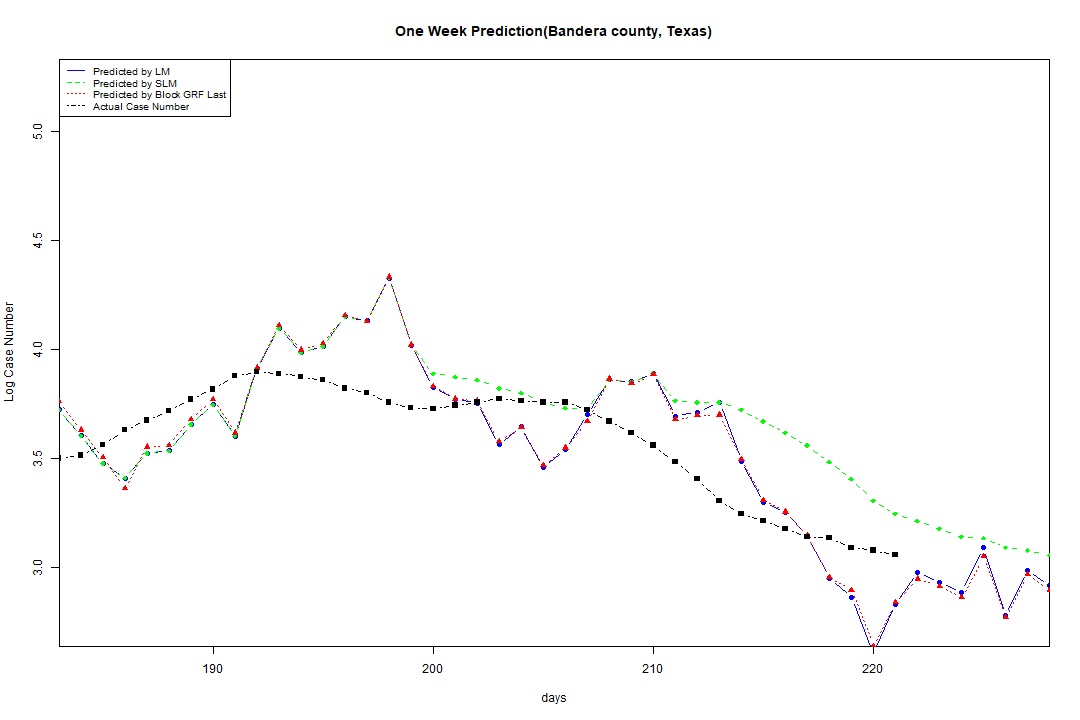 One Week Prediction(Bandera county, Texas)
Predicted by LM
Predicted by SLM
Predicted by Block GRF Last
Actual Case Number
5.0
4.5
4.0
3.5
3.0
Log Case Number
190
200
210
220
days